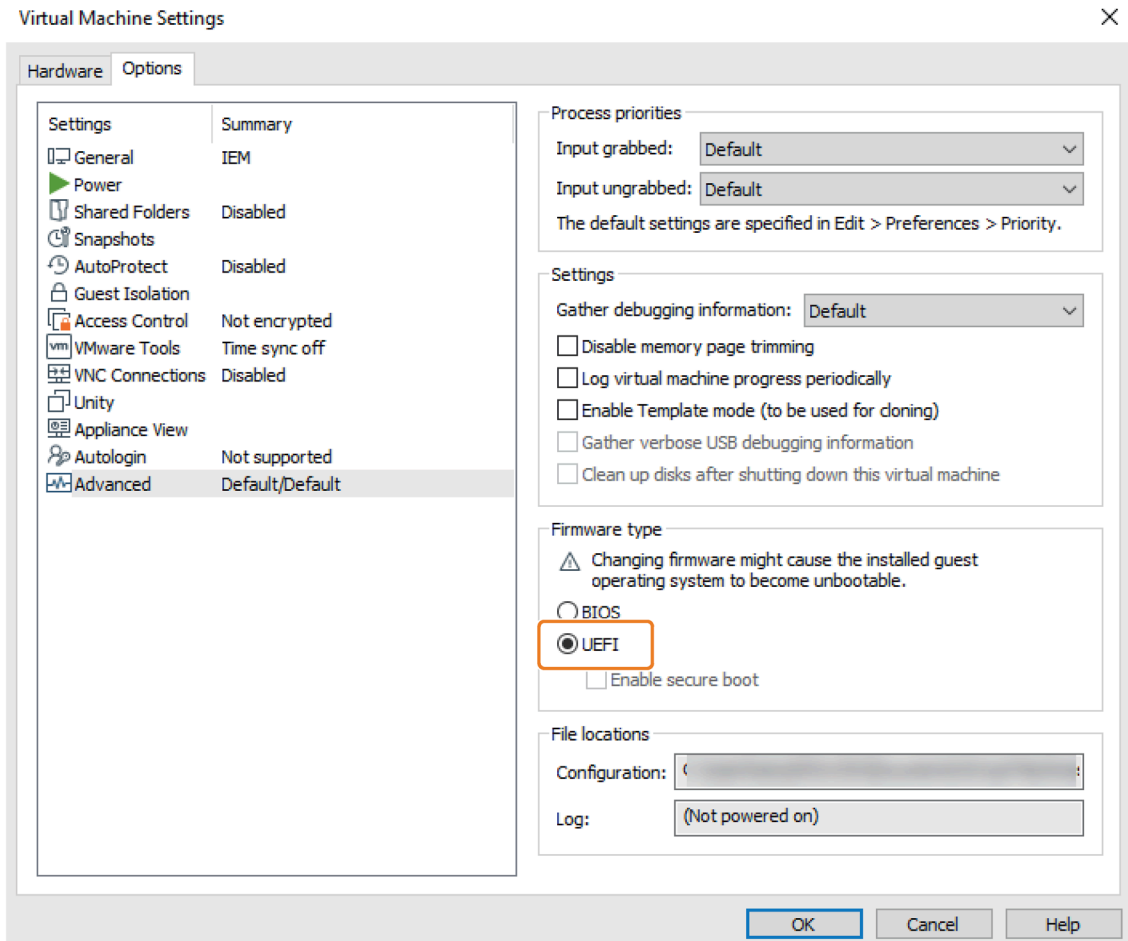 Virtual Machine Settings
Hardware
Options
Settings Summary
General IEM
Power
Shared Folders Disabled
Snapshots
AutoProtect Disabled
Guest Isolation
Access Control Not encrypted
vm VMware Tools Time sync off
VNC Connections Disabled
Unity
Appliance View
Autologin Not supported
Advanced Default/Default
Process priorities
Input grabbed: Default
Input ungrabbed: Default
The default settings are specified in Edit > Preferences > Priority.
Settings
Gather debugging information: Default
Disable memory page trimming
Log virtual machine progress periodically
Enable Template mode (to be used for cloning)
Gather verbose USB debugging information
Clean up disks after shutting down this virtual machine
Firmware type
Changing firmware might cause the installed guest
operating system to become unbootable.
BIOS
UEFI
Enable secure boot
File locations
Configuration:
Log: (Not powered on)
OK Cancel Help